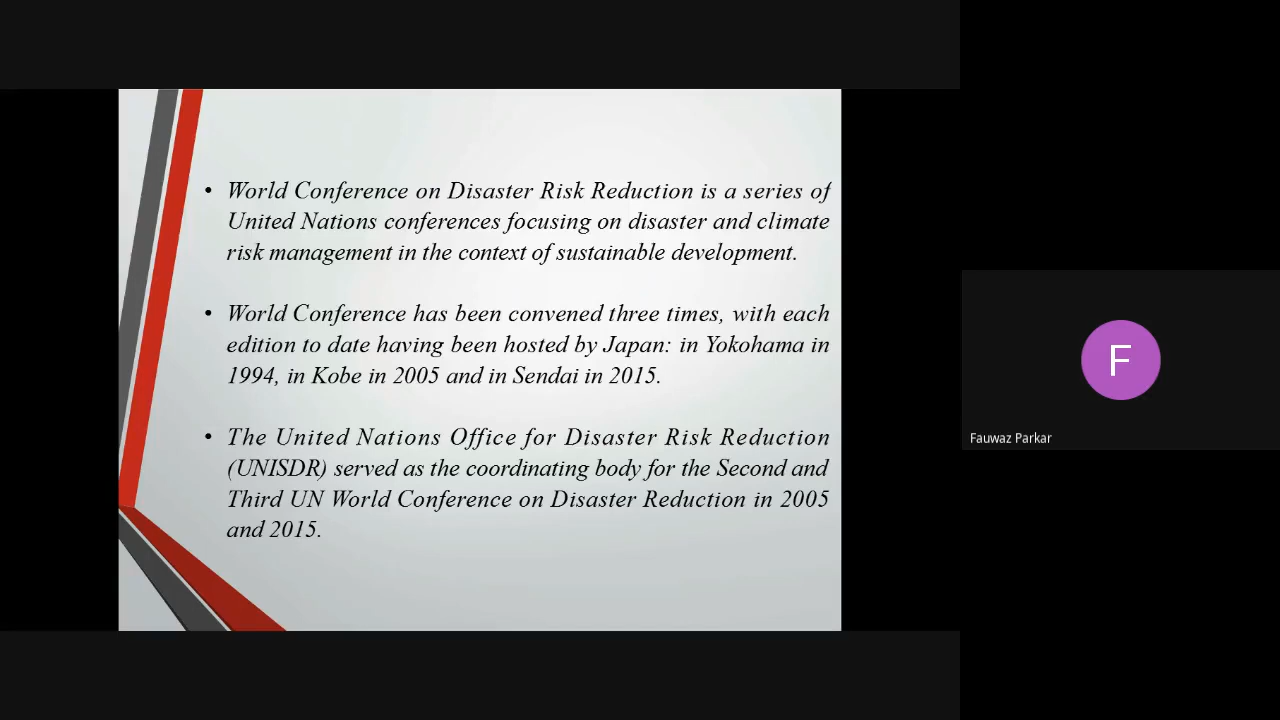 • World Conference on Disaster Risk Reduction is a series of
United Nations conferences focusing on disaster and climate
risk management in the context of sustainable development.
• World Conference has been convened three times, with each
edition to date having been hosted by Japan: in Yokohama in
1994, in Kobe in 2005 and in Sendai in 2015.
• The United Nations Office for Disaster Risk Reduction
(UNISDR) served as the coordinating body for the Second and
Third UN World Conference on Disaster Reduction in 2005
and 2015.
F
Fauwaz Parkar